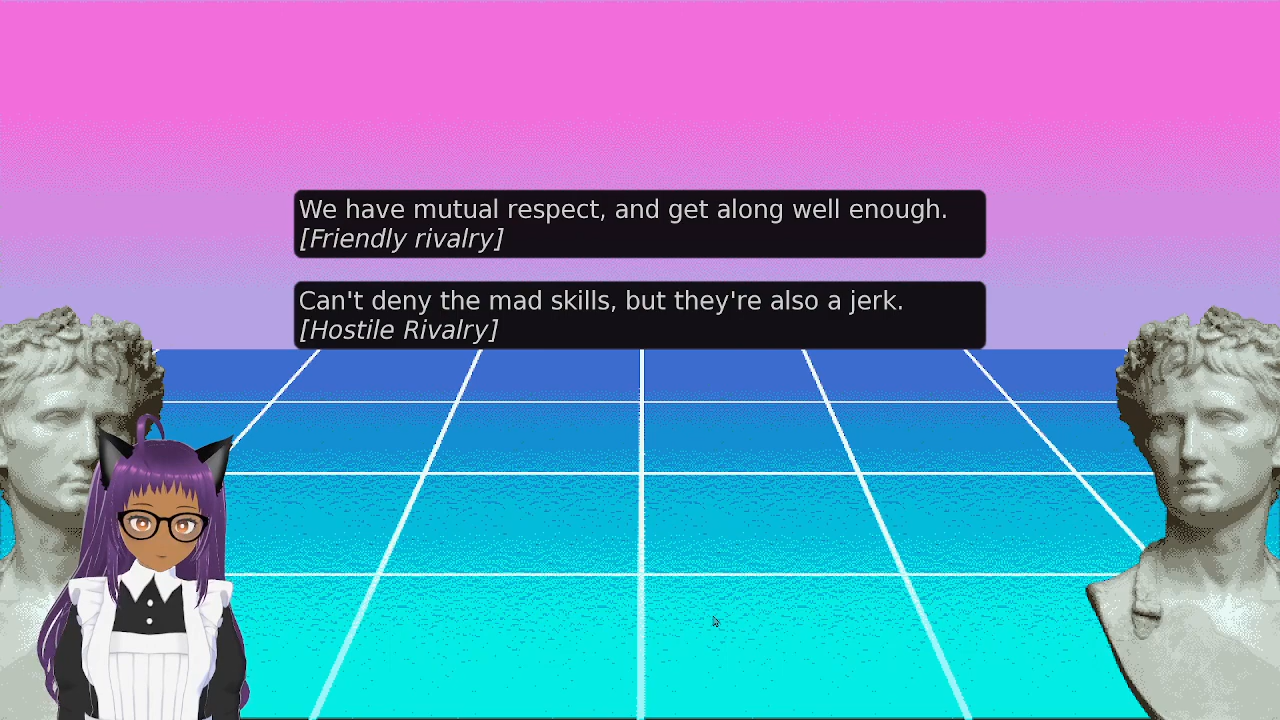 We have mutual respect, and get along well enough.
[Friendly rivalry]
Can't deny the mad skills, but they're also a jerk.
[Hostile Rivalry]